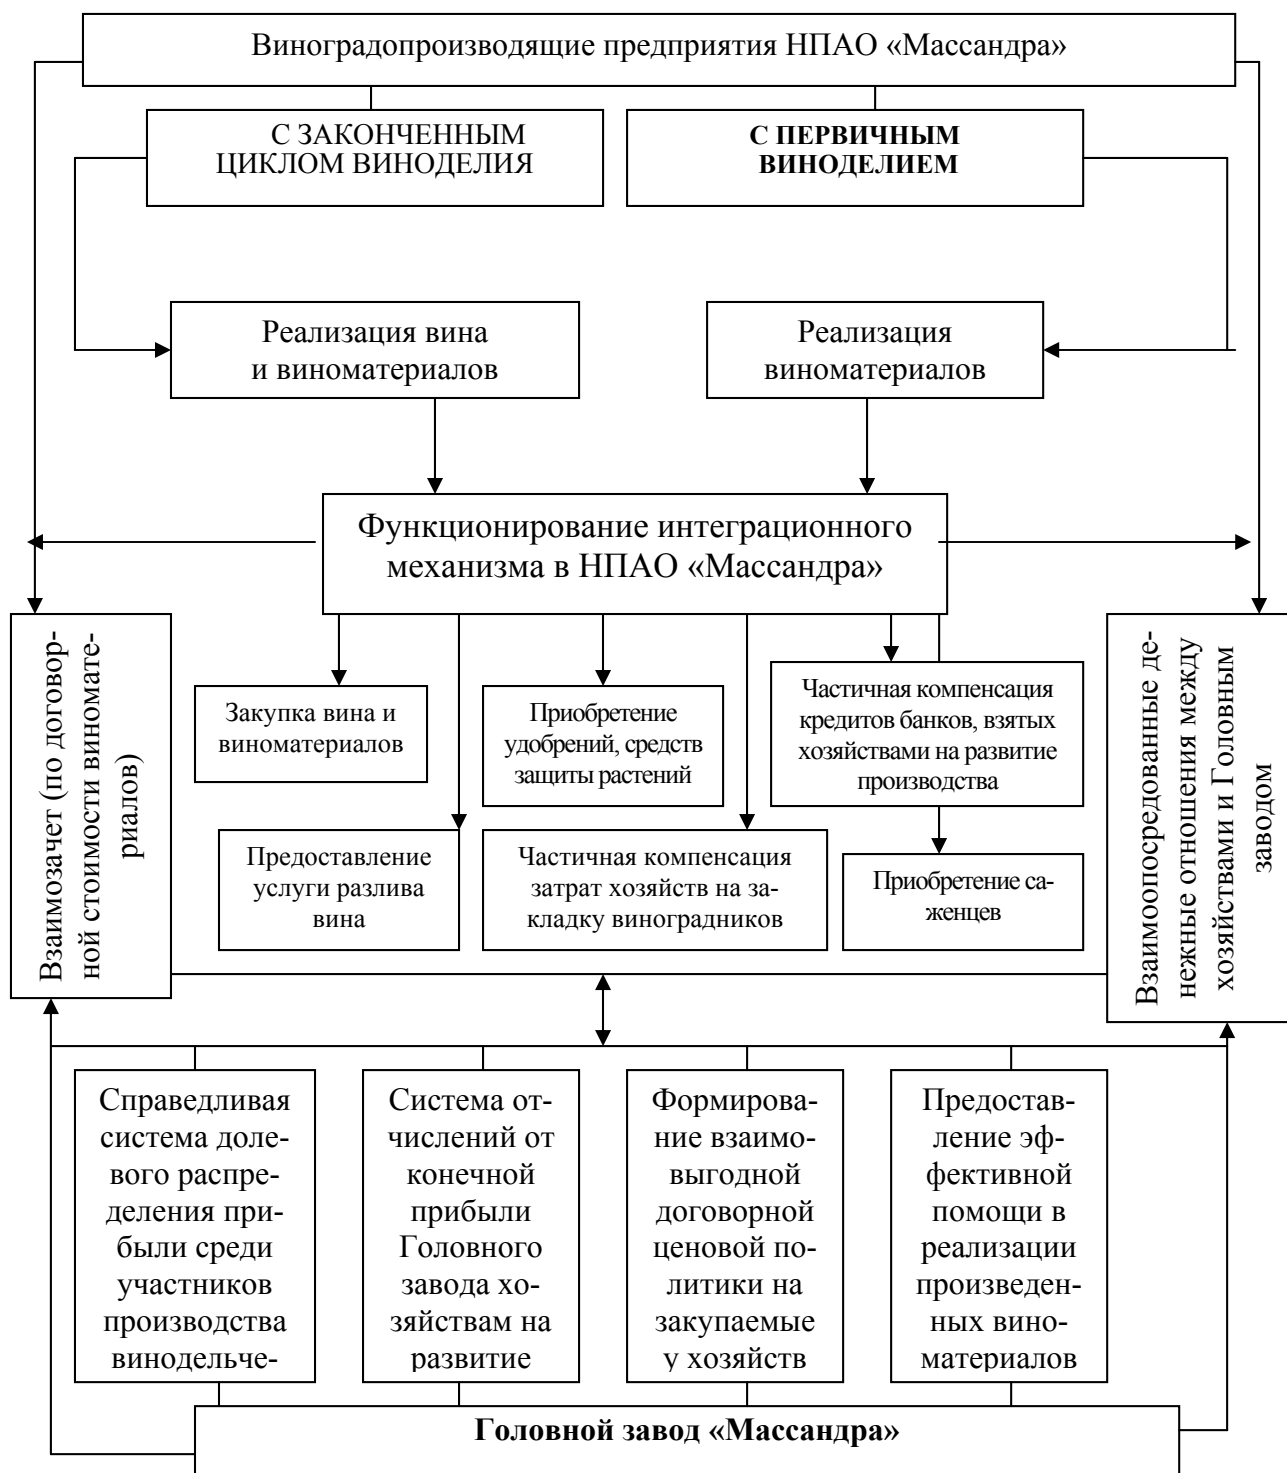 Виноградопроизводящие предприятия НПАО «Массандра»
С ЗАКОНЧЕННЫМ
ЦИКЛОМ ВИНОДЕЛИЯ
С ПЕРВИЧНЫМ
ВИНОДЕЛИЕМ
Реализация вина
и виноматериалов
Реализация
виноматериалов
Функционирование интеграционного
механизма в НПАО «Массандра»
Взаимозачет (по договор-
ной стоимости виномате-
риалов)
Закупка вина и
виноматериалов
Приобретение
удобрений, средств
защиты растений
Частичная компенсация
кредитов банков, взятых
хозяйствами на развитие
производства
Предоставление
услуги разлива
вина
Частичная компенсация
затрат хозяйств на за-
кладку виноградников
Приобретение са-
женцев
Взаимоопосредованные де-
нежные отношения между
хозяйствами и Головным
заводом
Справедливая
система доле-
вого распре-
деления при-
были среди
участников
производства
винодельче-
Система от-
числений от
конечной
прибыли
Головного
завода хо-
зяйствам на
развитие
Формирова-
ние взаимо-
выгодной
договорной
ценовой по-
литики на
закупаемые
у хозяйств
Предостав-
ление эф-
фективной
помощи в
реализации
произведен-
ных вино-
материалов
Головной завод «Массандра»